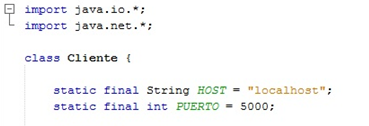 import java.io.*;
import java.net.*;
class Cliente {
static final String HOST = "localhost";
static final int PUERTO = 5000;